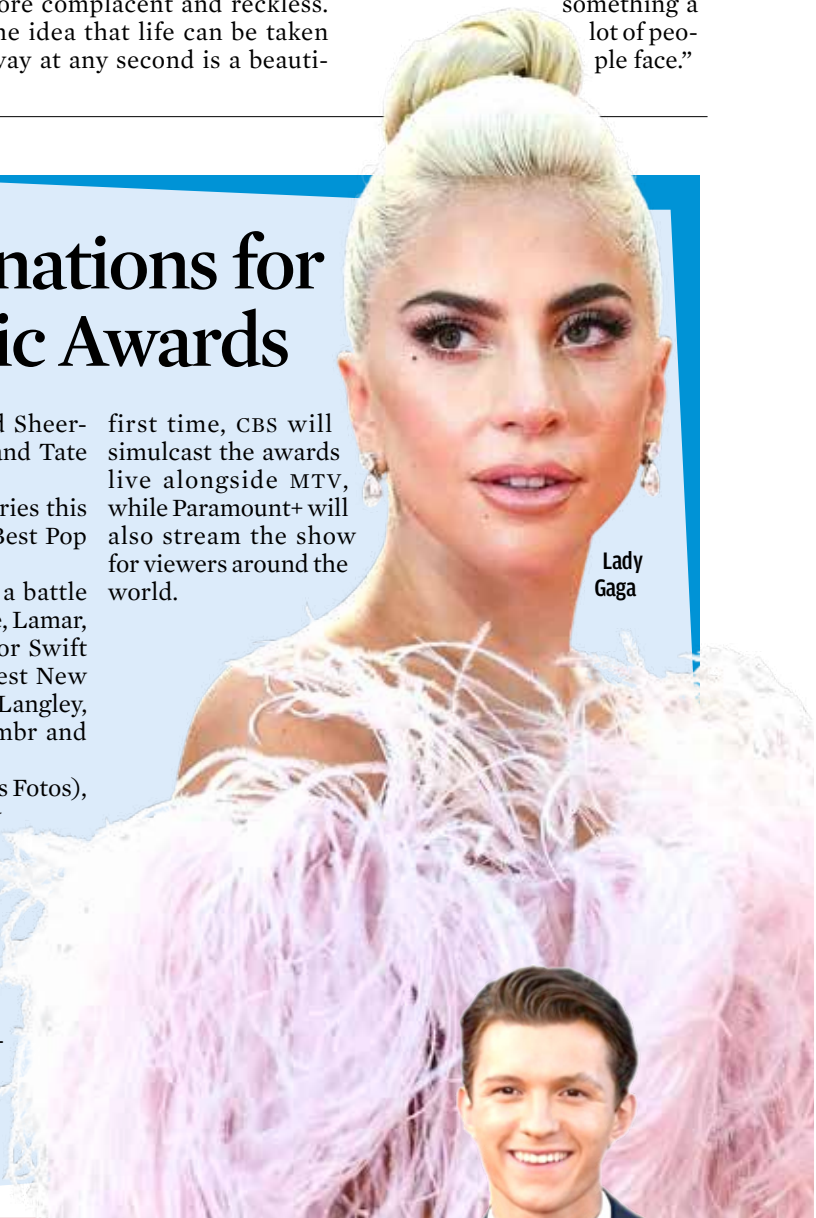 ore complacent and reckless.
he idea that life can be taken
way at any second is a beauti-
something a
lot of peo-
ple face.”
nations for
ic Awards
d Sheer-
and Tate
ries this
Best Pop
a battle
e, Lamar,
or Swift
est New
Langley,
mbr and
s Fotos),
first time, CBS will
simulcast the awards
live alongside MTV,
while Paramount+ will
also stream the show
for viewers around the
world.
Lady
Gaga